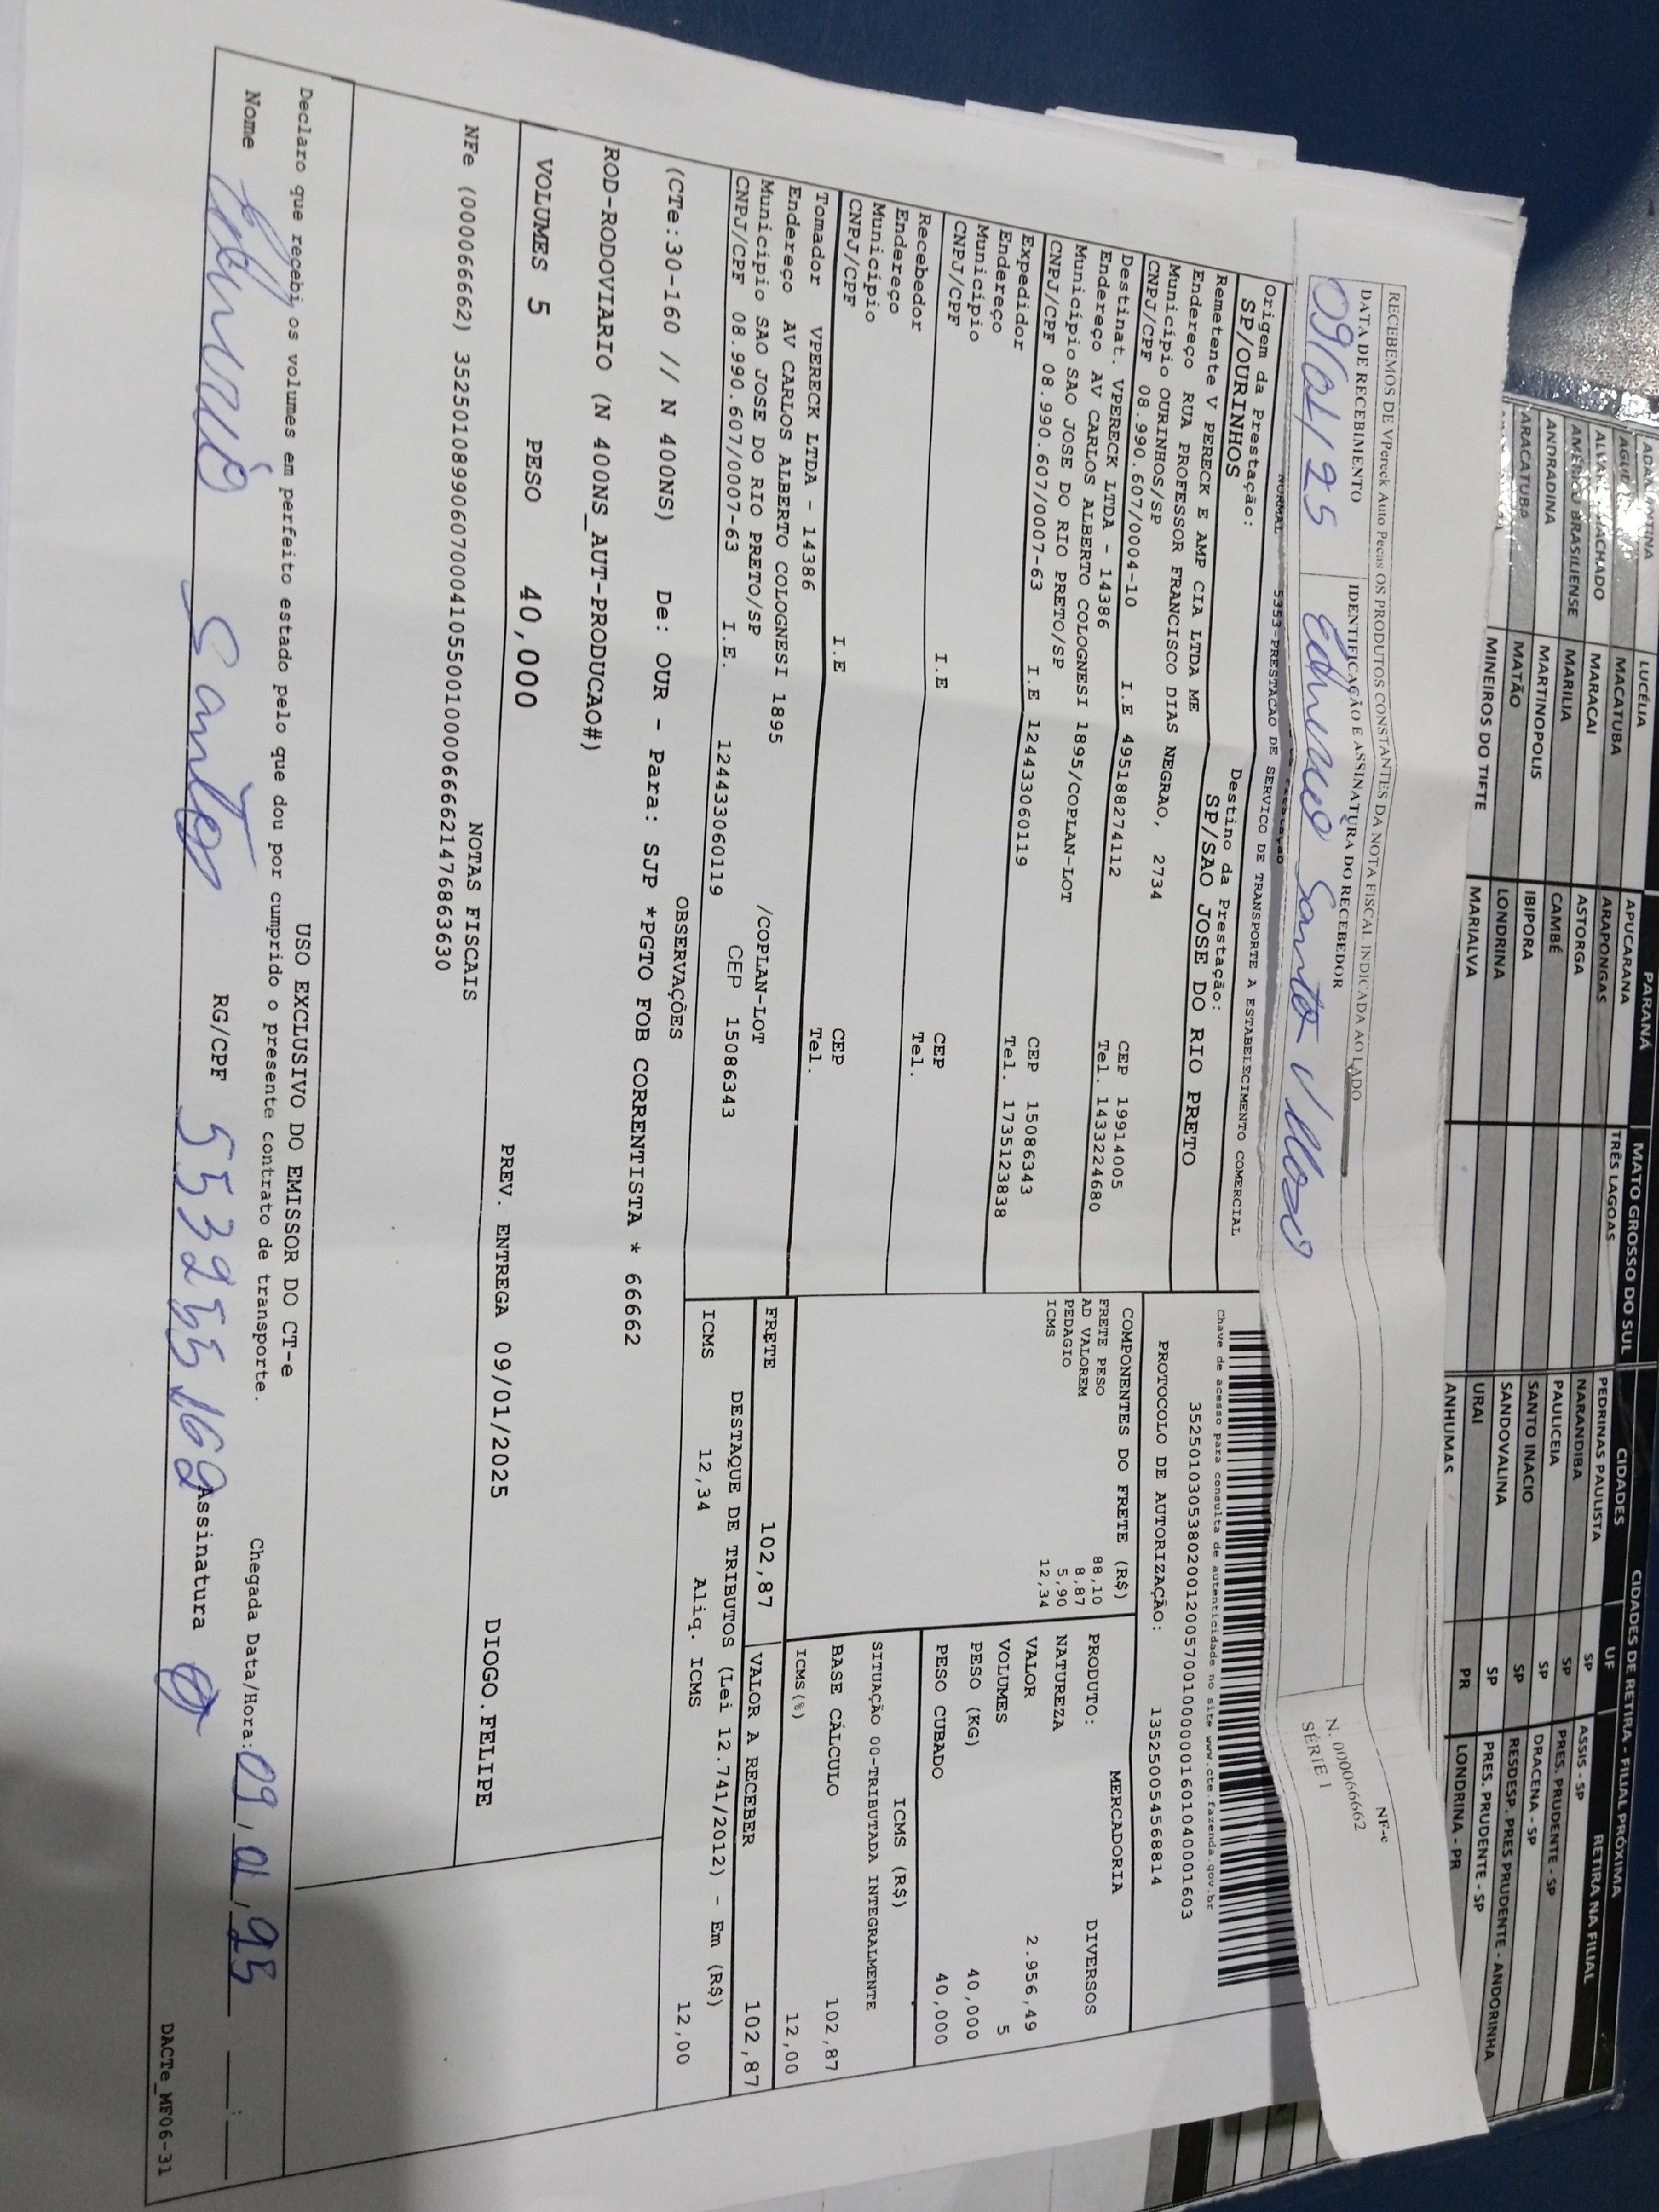 RECEBEMOS DE VPereck Auto Pecas OS PRODUTOS CONSTANTES DA NOTA FISCAL INDICADA AO LADO
DATA DE RECEBIMENTO
IDENTIFICAÇÃO E ASSINATURA DO RECEBEDOR
09/01/25
Santos
NF-e
N. 000066662
SÉRIE 1
NORMAL
5353-PRESTACAO DE SERVICO DE TRANSPORTE A ESTABELECIMENTO COMERCIAL
Origem da Prestação:
SP/OURINHOS
Destino da Prestação:
SP/SAO JOSE DO RIO PRETO
Remetente V PERECK E AMP CIA LTDA ME
Endereço RUA PROFESSOR FRANCISCO DIAS NEGRAO, 2734
Município OURINHOS/SP CEP 19914005
CNPJ/CPF 08.990.607/0004-10 I.E 495188274112 Tel. 1433224680
Destinat. VPERECK LTDA - 14386
Endereço AV CARLOS ALBERTO COLOGNESI 1895/COPLAN-LOT
Município SAO JOSE DO RIO PRETO/SP CEP 15086343
CNPJ/CPF 08.990.607/0007-63 I.E 124433060119 Tel. 1735123838
Expedidor
Endereço
Município CEP
CNPJ/CPF I.E Tel.
Recebedor
Endereço
Município CEP
CNPJ/CPF I.E Tel.
Tomador VPERECK LTDA - 14386
Endereço AV CARLOS ALBERTO COLOGNESI 1895 /COPLAN-LOT
Município SAO JOSE DO RIO PRETO/SP CEP 15086343
CNPJ/CPF 08.990.607/0007-63 I.E. 124433060119
Chave de acesso para consulta de autenticidade no site www.cte.fazenda.gov.br
35250103053802001200570010000001601040001603
PROTOCOLO DE AUTORIZAÇÃO: 135250054568814
COMPONENTES DO FRETE (R$)
FRETE PESO 88,10
AD VALOREM 8,87
PEDAGIO 5,90
ICMS 12,34
MERCADORIA
PRODUTO: DIVERSOS
NATUREZA
VALOR 2.956,49
VOLUMES 5
PESO (KG) 40,000
PESO CUBADO 40,000
ICMS (R$)
SITUAÇÃO 00-TRIBUTADA INTEGRALMENTE
BASE CÁLCULO 102,87
ICMS(%) 12,00
FRETE 102,87
VALOR A RECEBER 102,87
DESTAQUE DE TRIBUTOS (Lei 12.741/2012) - Em (R$)
ICMS 12,34 Aliq. ICMS 12,00
OBSERVAÇÕES
(CTe:30-160 // N 400NS) De: OUR - Para: SJP *PGTO FOB CORRENTISTA * 66662
ROD-RODOVIARIO (N 400NS_AUT-PRODUCAO#)
VOLUMES 5 PESO 40,000 PREV. ENTREGA 09/01/2025 DIOGO.FELIPE
NOTAS FISCAIS
NFe (000066662) 35250108990607000410550010000666621476863630
USO EXCLUSIVO DO EMISSOR DO CT-e
Declaro que recebi os volumes em perfeito estado pelo que dou por cumprido o presente contrato de transporte.
Chegada Data/Hora: 09/01/25
Nome Santos RG/CPF 553255162 Assinatura
DACTe_MF06-31
PARANÁ
MATO GROSSO DO SUL
CIDADES DE RETIRA - FILIAL PRÓXIMA
CIDADES UF RETIRA NA FILIAL
LUCÉLIA APUCARANA TRÊS LAGOAS PEDRINAS PAULISTA SP ASSIS - SP
MACATUBA ARAPONGAS NARANDIBA SP PRES. PRUDENTE - SP
MARACAI ASTORGA PAULICEIA SP DRACENA - SP
AMÉRICO BRASILIENSE MARILIA CAMBÉ SANTO INACIO SP RESDESP. PRES PRUDENTE - ANDORINHA
ANDRADINA MARTINOPOLIS IBIPORA SANDOVALINA SP PRES. PRUDENTE - SP
ARACATUBA MATÃO LONDRINA URAI PR LONDRINA - PR
MINEIROS DO TIETE MARIALVA ANHUMAS